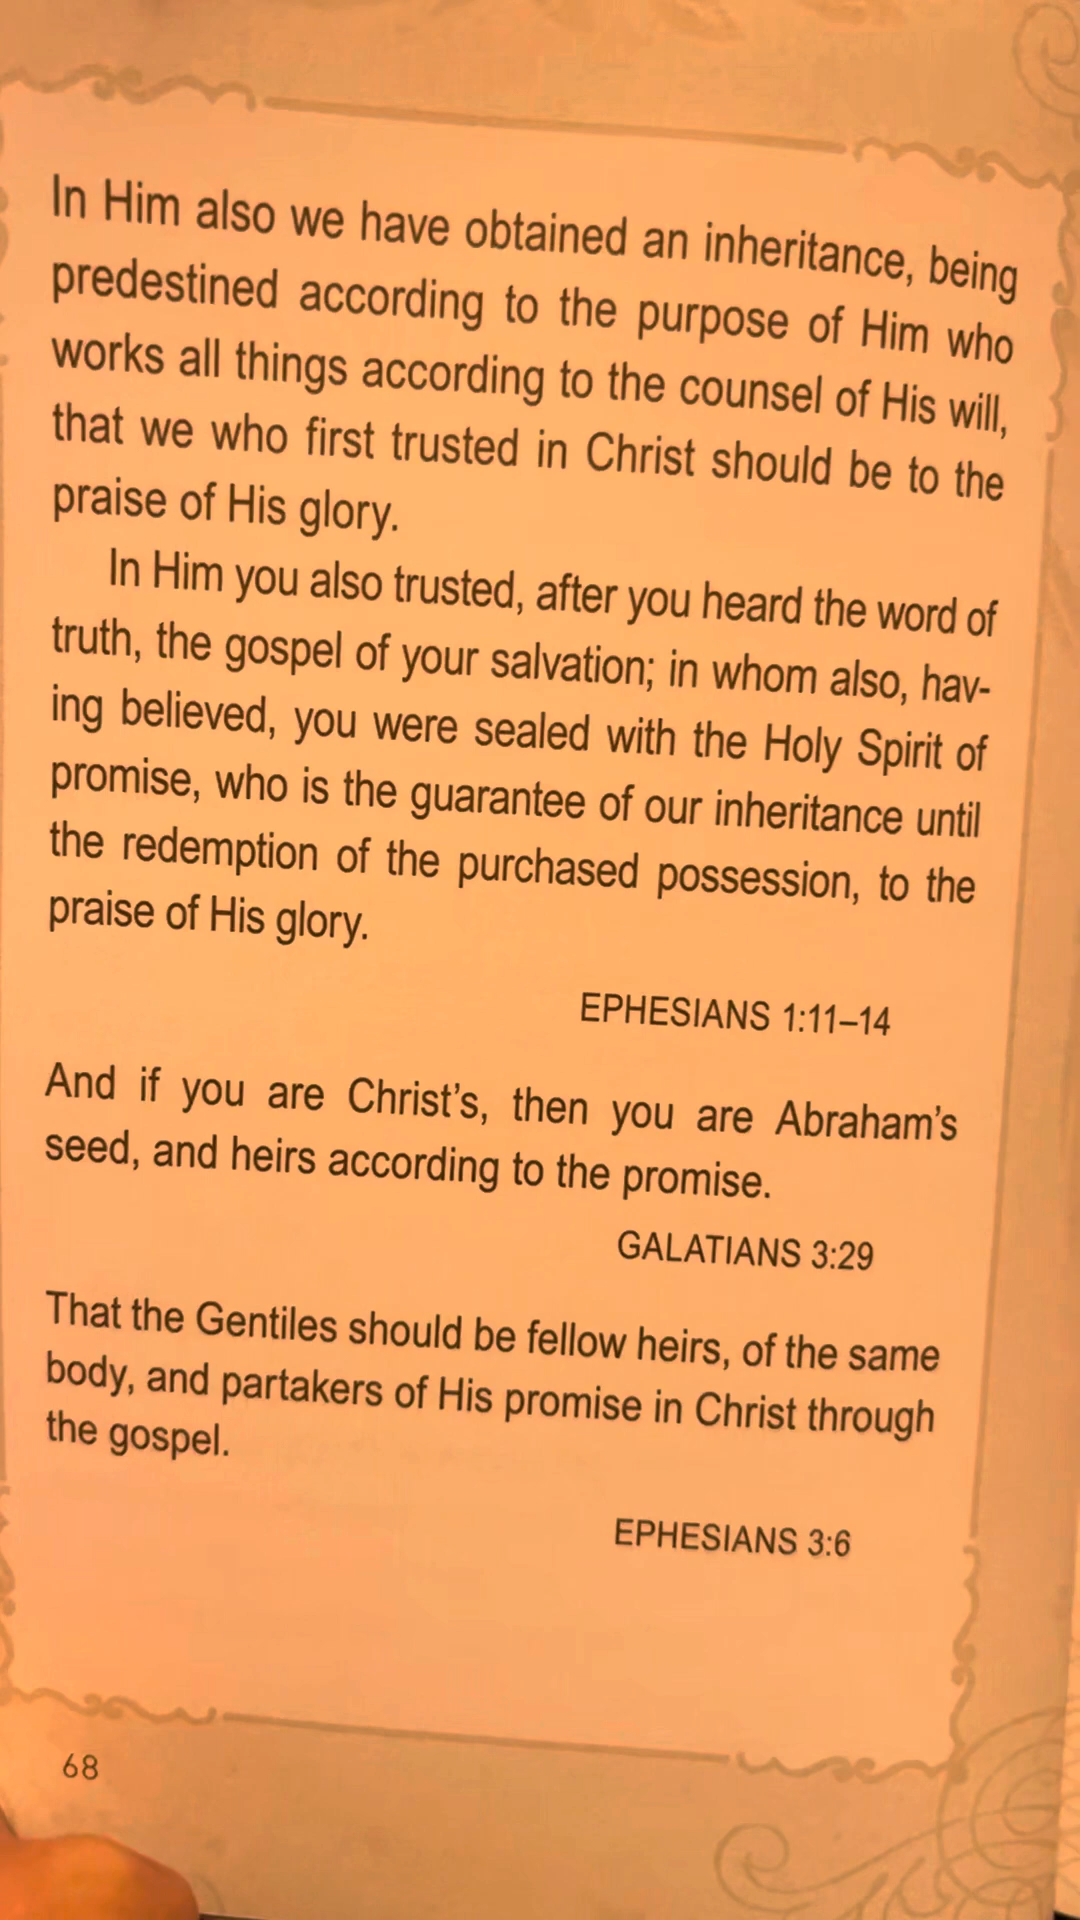 In Him also we have obtained an inheritance, being
predestined according to the purpose of Him who
works all things according to the counsel of His will,
that we who first trusted in Christ should be to the
praise of His glory.
In Him you also trusted, after you heard the word of
truth, the gospel of your salvation; in whom also, hav-
ing believed, you were sealed with the Holy Spirit of
promise, who is the guarantee of our inheritance until
the redemption of the purchased possession, to the
praise of His glory.
EPHESIANS 1:11–14
And if you are Christ's, then you are Abraham's
seed, and heirs according to the promise.
GALATIANS 3:29
That the Gentiles should be fellow heirs, of the same
body, and partakers of His promise in Christ through
the gospel.
EPHESIANS 3:6
68